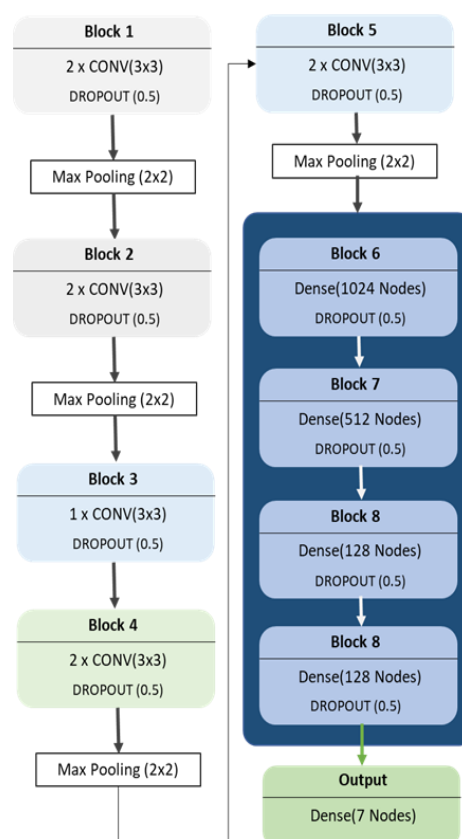 Block 1
2 x CONV(3x3)
DROPOUT (0.5)
Max Pooling (2x2)
Block 2
2 x CONV(3x3)
DROPOUT (0.5)
Max Pooling (2x2)
Block 3
1 x CONV(3x3)
DROPOUT (0.5)
Block 4
2 x CONV(3x3)
DROPOUT (0.5)
Max Pooling (2x2)
Block 5
2 x CONV(3x3)
DROPOUT (0.5)
Max Pooling (2x2)
Block 6
Dense(1024 Nodes)
DROPOUT (0.5)
Block 7
Dense(512 Nodes)
DROPOUT (0.5)
Block 8
Dense(128 Nodes)
DROPOUT (0.5)
Block 8
Dense(128 Nodes)
DROPOUT (0.5)
Output
Dense(7 Nodes)